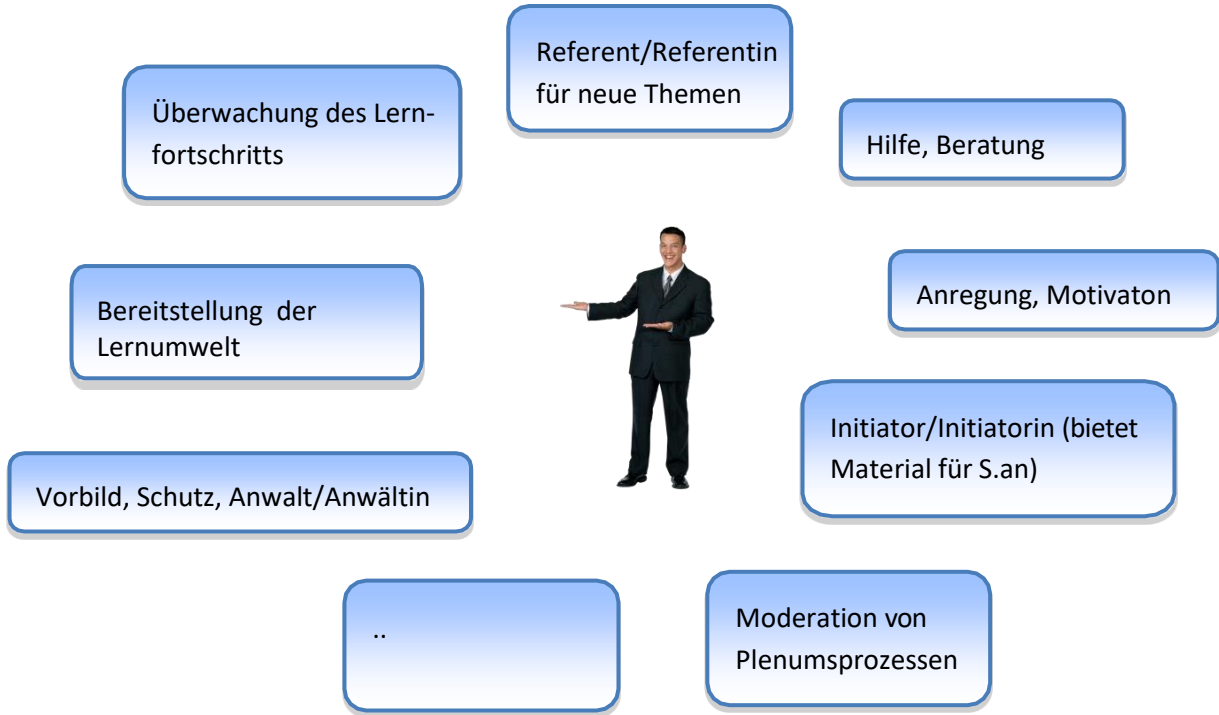 Referent/Referentin
für neue Themen
Überwachung des Lern-
fortschritts
Hilfe, Beratung
Bereitstellung der
Lernumwelt
Anregung, Motivaton
Initiator/Initiatorin (bietet
Material für S.an)
Vorbild, Schutz, Anwalt/Anwältin
..
Moderation von
Plenumsprozessen